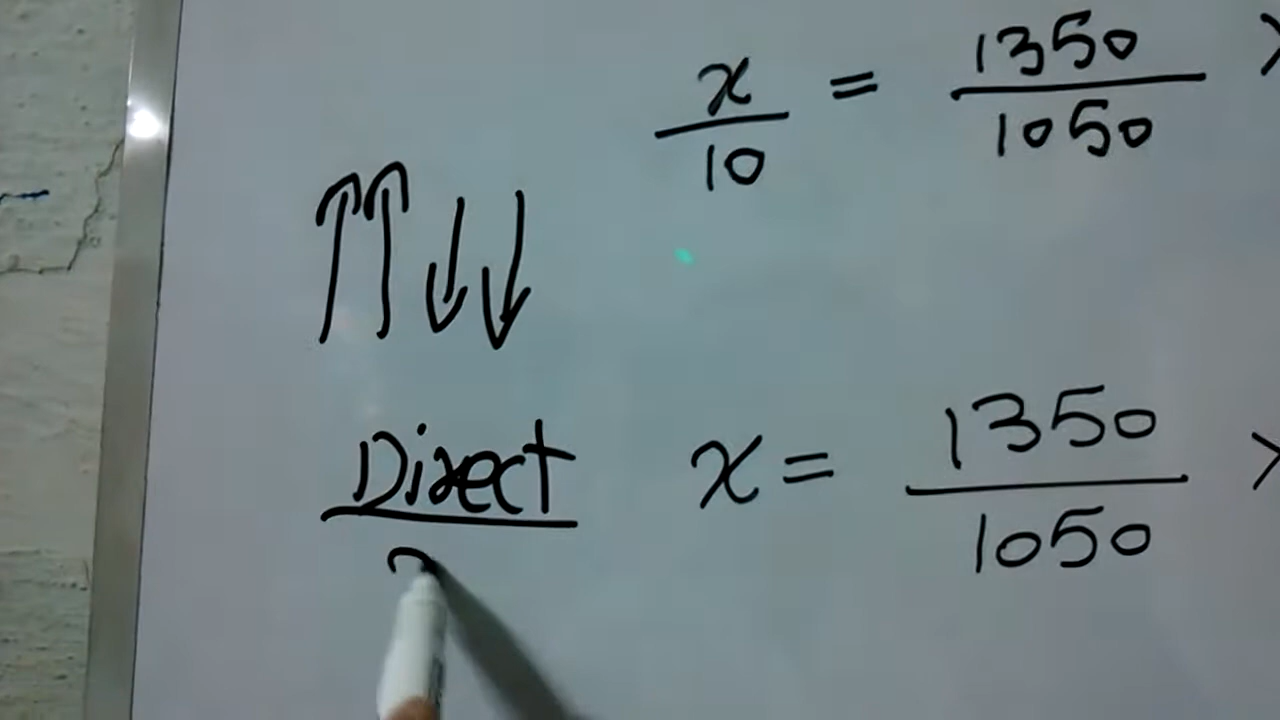 x/10 = 1350/1050
↑↑↓↓
Direct
x = 1350/1050